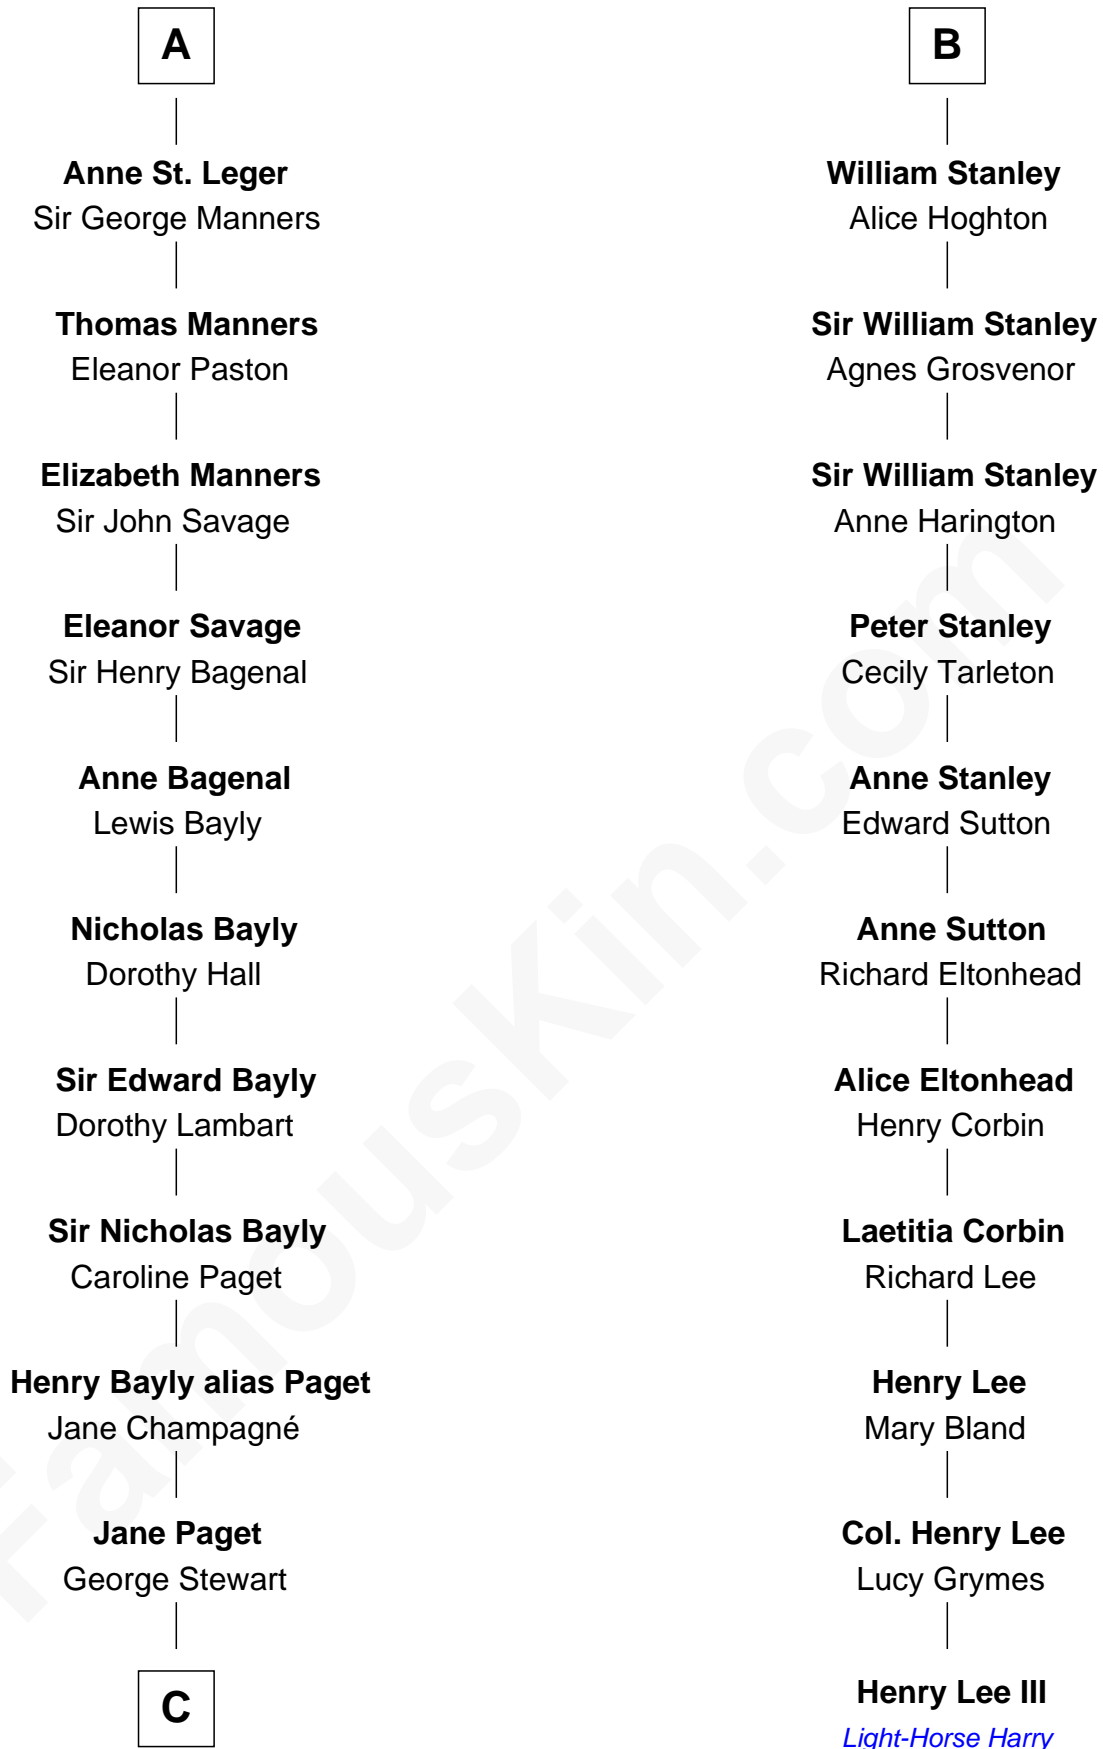 A
Anne St. Leger
Sir George Manners
Thomas Manners
Eleanor Paston
Elizabeth Manners
Sir John Savage
Eleanor Savage
Sir Henry Bagenal
Anne Bagenal
Lewis Bayly
Nicholas Bayly
Dorothy Hall
Sir Edward Bayly
Dorothy Lambart
Sir Nicholas Bayly
Caroline Paget
Henry Bayly alias Paget
Jane Champagné
Jane Paget
George Stewart
C
B
William Stanley
Alice Hoghton
Sir William Stanley
Agnes Grosvenor
Sir William Stanley
Anne Harington
Peter Stanley
Cecily Tarleton
Anne Stanley
Edward Sutton
Anne Sutton
Richard Eltonhead
Alice Eltonhead
Henry Corbin
Laetitia Corbin
Richard Lee
Henry Lee
Mary Bland
Col. Henry Lee
Lucy Grymes
Henry Lee III
Light-Horse Harry
FamousKin.com